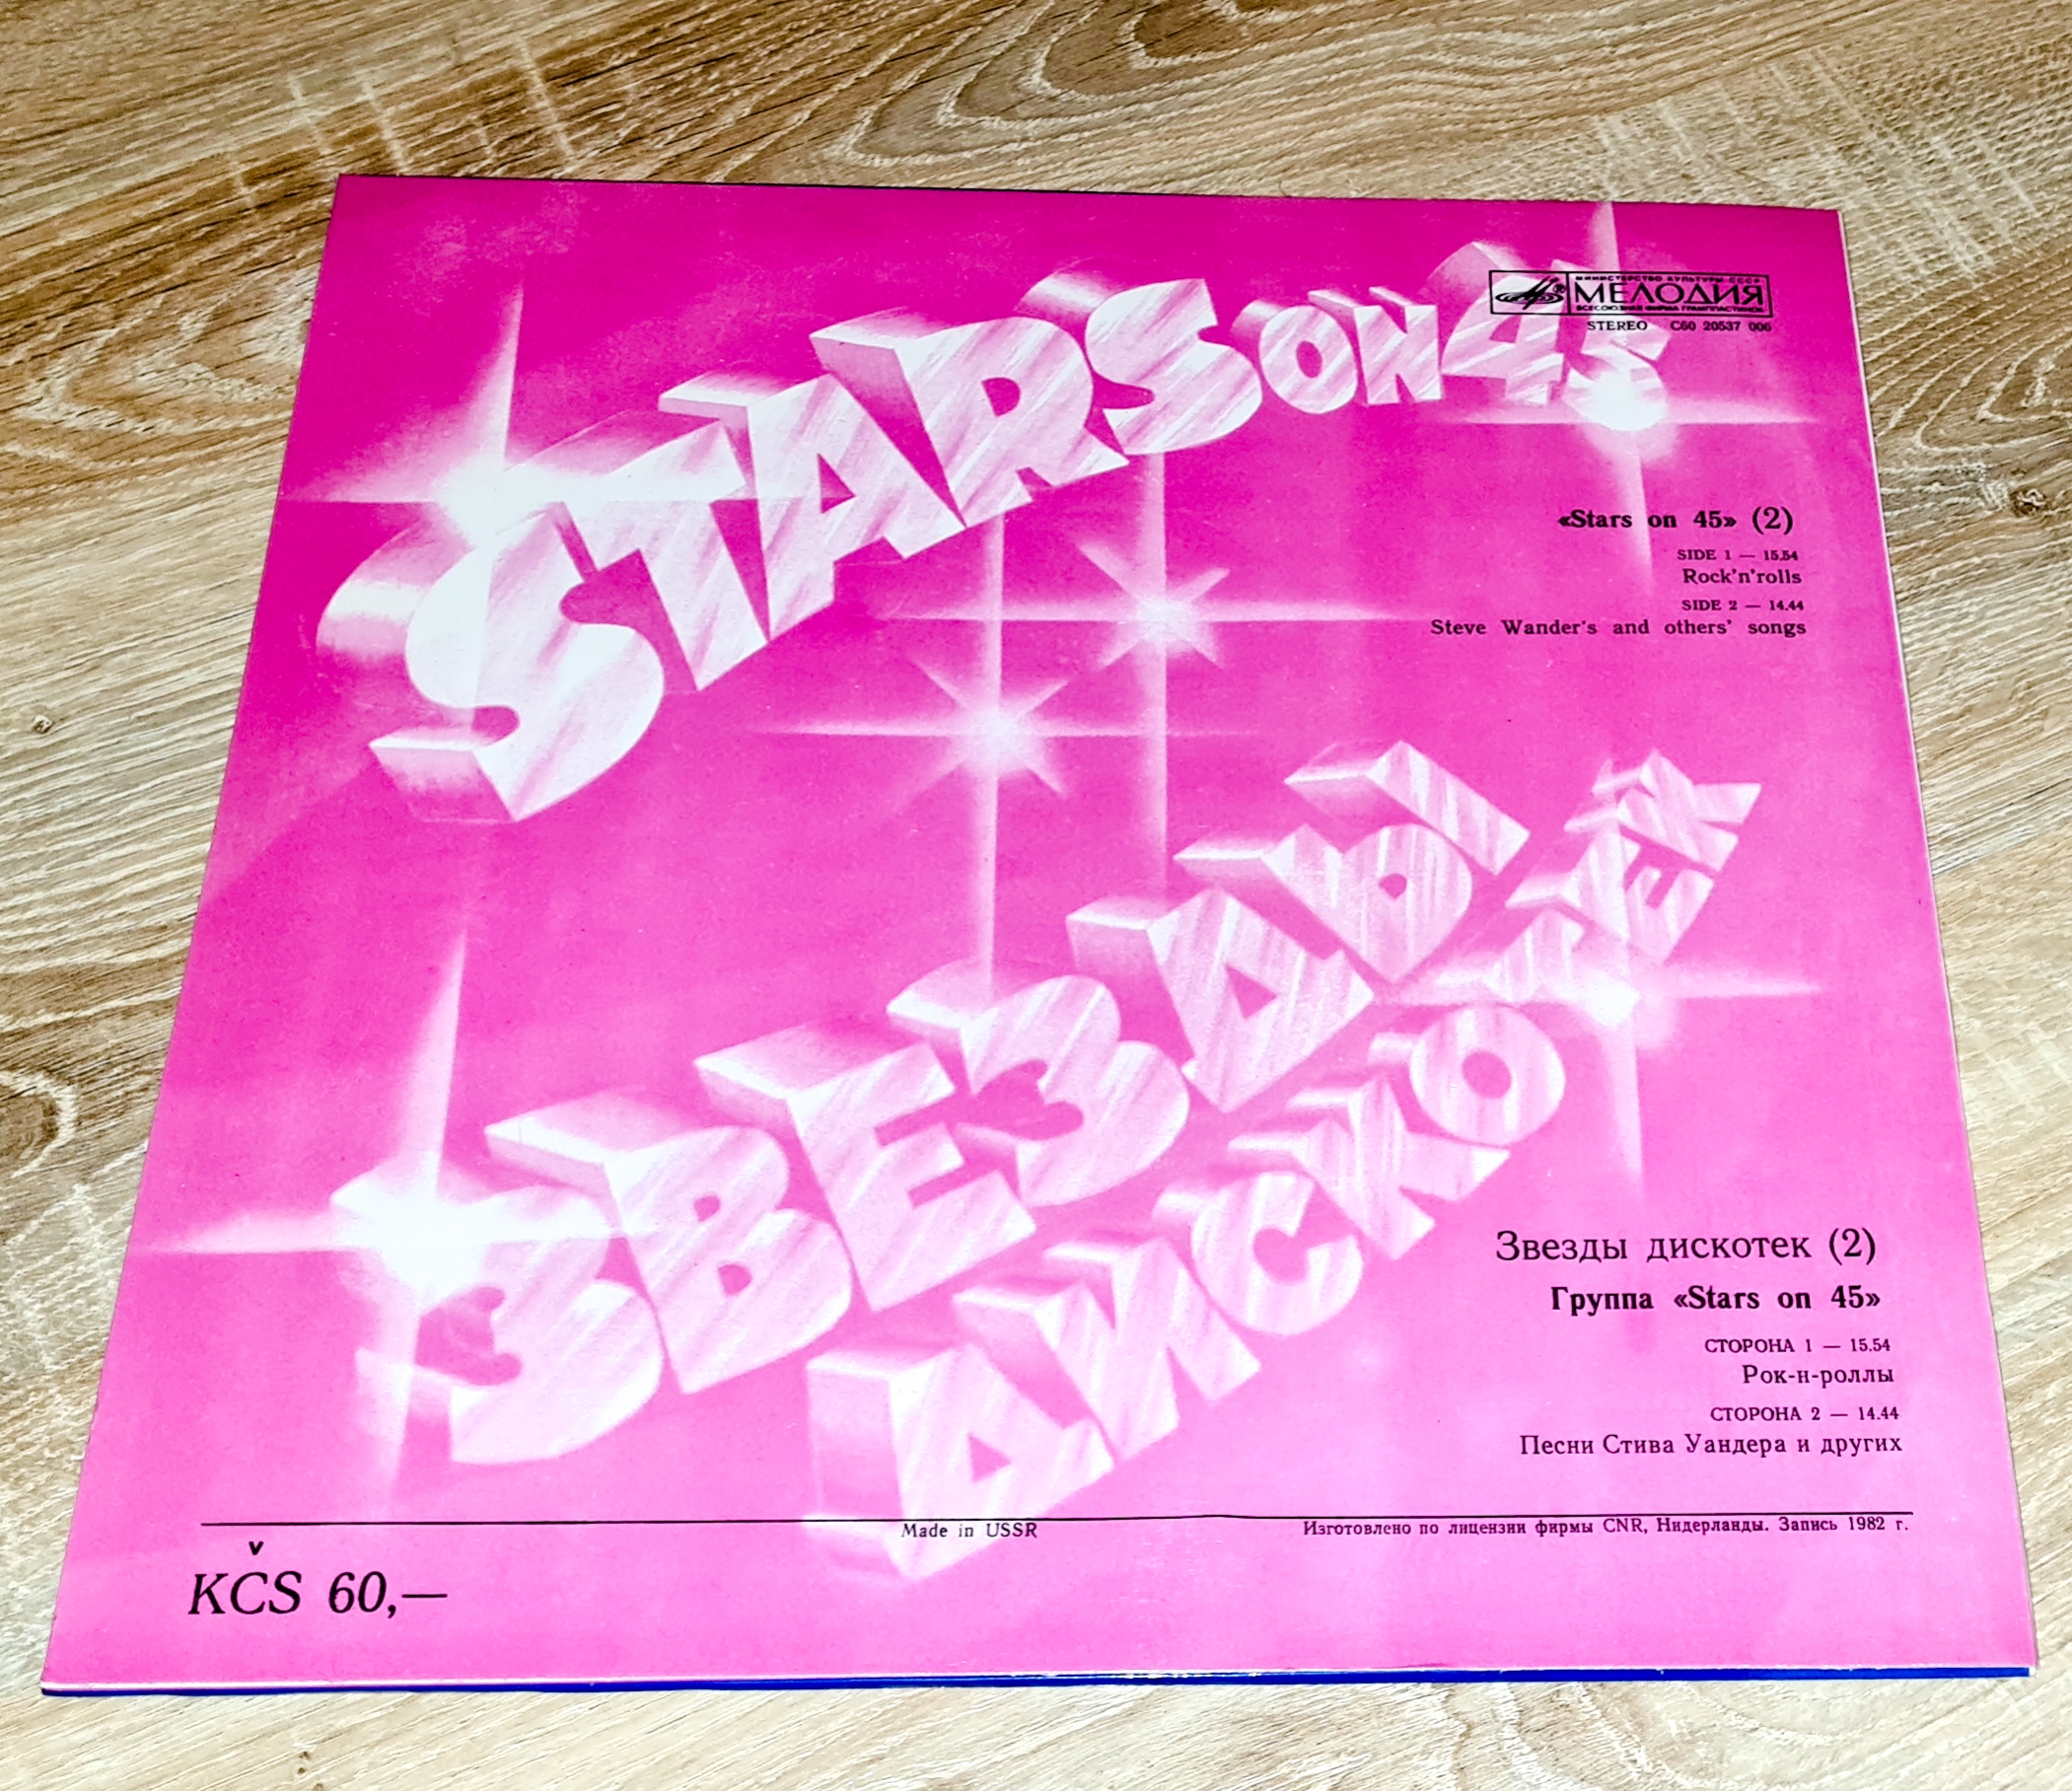 STARS ON 45
МИНИСТЕРСТВО КУЛЬТУРЫ СССР
МЕЛОДИЯ
ВСЕСОЮЗНАЯ ФИРМА ГРАМПЛАСТИНОК
STEREO С60 20537 006
«Stars on 45» (2)
SIDE 1 — 15.54
Rock'n'rolls
SIDE 2 — 14.44
Steve Wander's and others' songs
ЗВЕЗДЫ
ДИСКОТЕК
Звезды дискотек (2)
Группа «Stars on 45»
СТОРОНА 1 — 15.54
Рок-н-роллы
СТОРОНА 2 — 14.44
Песни Стива Уандера и других
Made in USSR
Изготовлено по лицензии фирмы CNR, Нидерланды. Запись 1982 г.
KČS 60,—